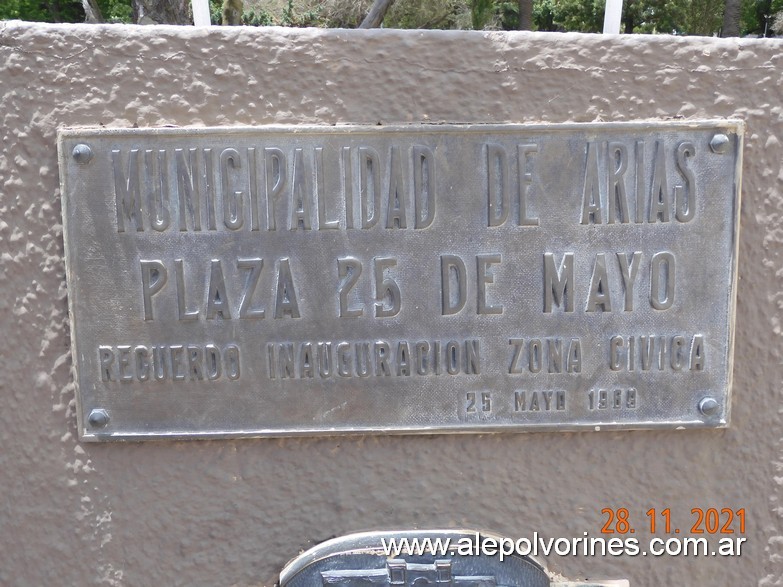 MUNICIPALIDAD DE ARIAS
PLAZA 25 DE MAYO
RECUERDO INAUGURACION ZONA CIVICA
25 MAYO
28.11.2021
www.alepolvorines.com.ar